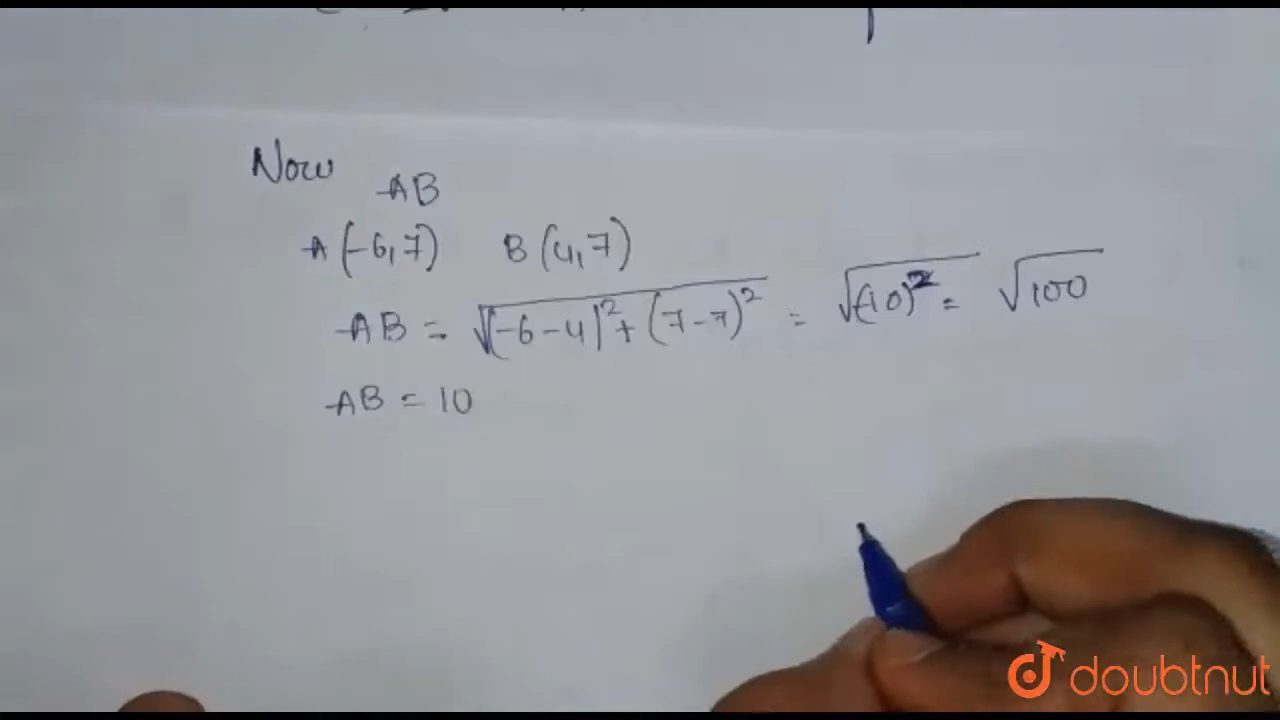 Now
AB
A (-6, 7) B (4, 7)
AB = √(-6-4)² + (7-7)² = √(-10)² = √100
AB = 10
doubtnut